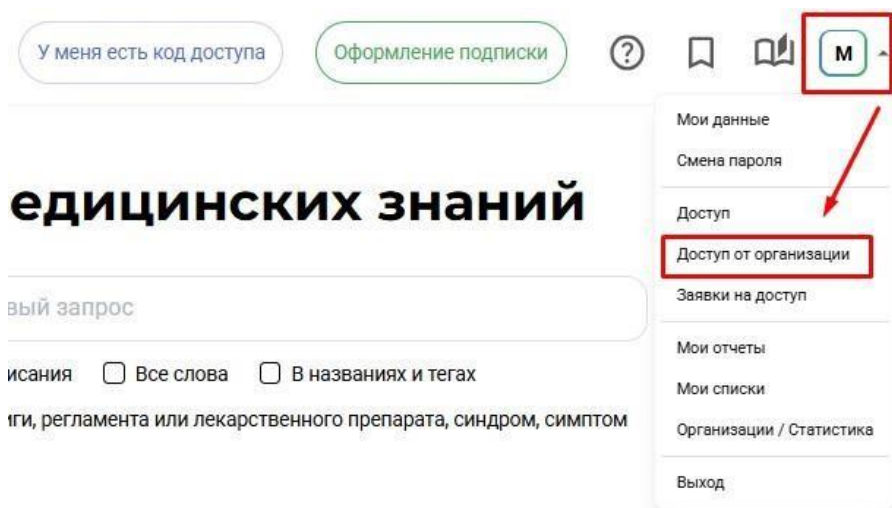 У меня есть код доступа
Оформление подписки
М
Мои данные
Смена пароля
Доступ
Доступ от организации
Заявки на доступ
Мои отчеты
Мои списки
Организации / Статистика
Выход
едицинских знаний
вый запрос
исания
Все слова
В названиях и тегах
ги, регламента или лекарственного препарата, синдром, симптом